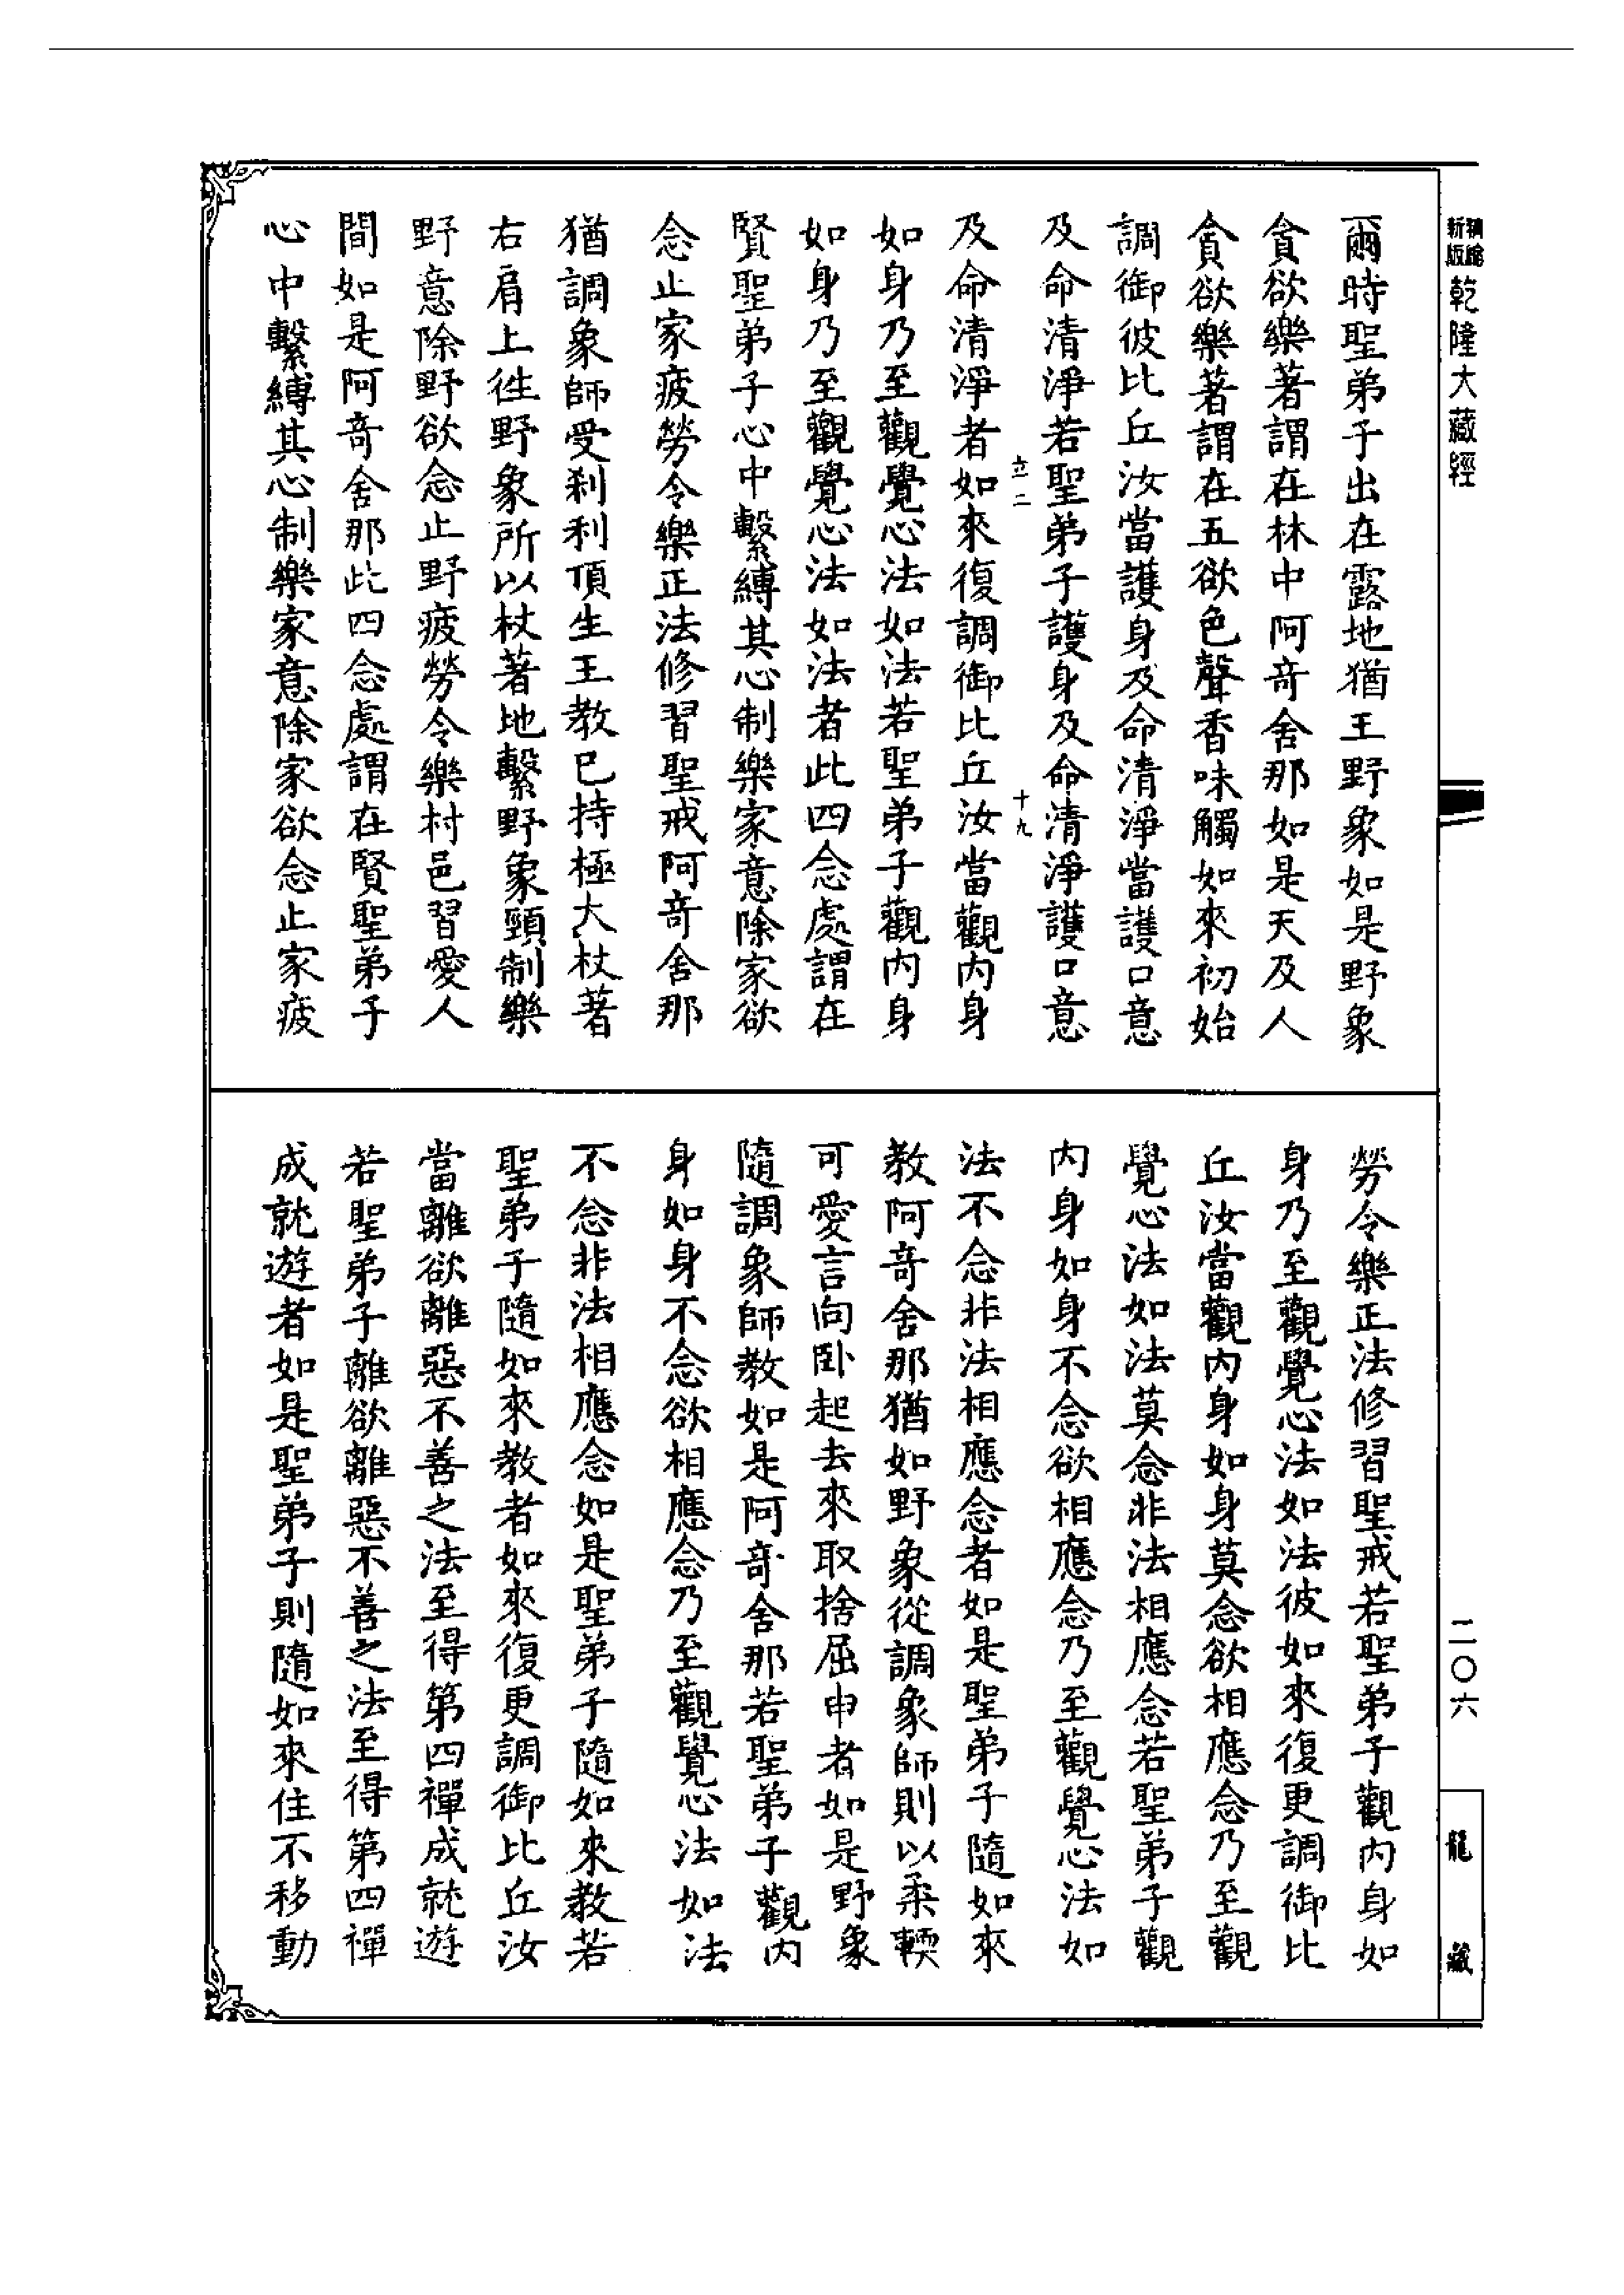 新版精縮乾隆大藏經
爾時聖弟子出在露地猶王野象如是野象
貪欲樂著謂在林中阿奇舍那如是天及人
貪欲樂著謂在五欲色聲香味觸如來初始
調御彼比丘汝當護身及命清淨當護口意
及命清淨若聖弟子護身及命清淨護口意
立二 十九
及命清淨者如來復調御比丘汝當觀內身
如身乃至觀覺心法如法若聖弟子觀內身
如身乃至觀覺心法如法者此四念處謂在
賢聖弟子心中繫縛其心制樂家意除家欲
念止家疲勞令樂正法修習聖戒阿奇舍那
猶調象師受剎利頂生王教已持極大杖著
右肩上往野象所以杖著地繫野象頸制樂
野意除野欲念止野疲勞令樂村邑習愛人
間如是阿奇舍那此四念處謂在賢聖弟子
心中繫縛其心制樂家意除家欲念止家疲
勞令樂正法修習聖戒若聖弟子觀內身如
身乃至觀覺心法如法彼如來復更調御比
丘汝當觀內身如身莫念欲相應念乃至觀
覺心法如法莫念非法相應念若聖弟子觀
內身如身不念欲相應念乃至觀覺心法如
法不念非法相應念者如是聖弟子隨如來
教阿奇舍那猶如野象從調象師則以柔輭
可愛言向卧起去來取捨屈申者如是野象
隨調象師教如是阿奇舍那若聖弟子觀內
身如身不念欲相應念乃至觀覺心法如法
不念非法相應念如是聖弟子隨如來教若
聖弟子隨如來教者如來復更調御比丘汝
當離欲離惡不善之法至得第四禪成就遊
若聖弟子離欲離惡不善之法至得第四禪
成就遊者如是聖弟子則隨如來住不移動
二〇六
龍藏